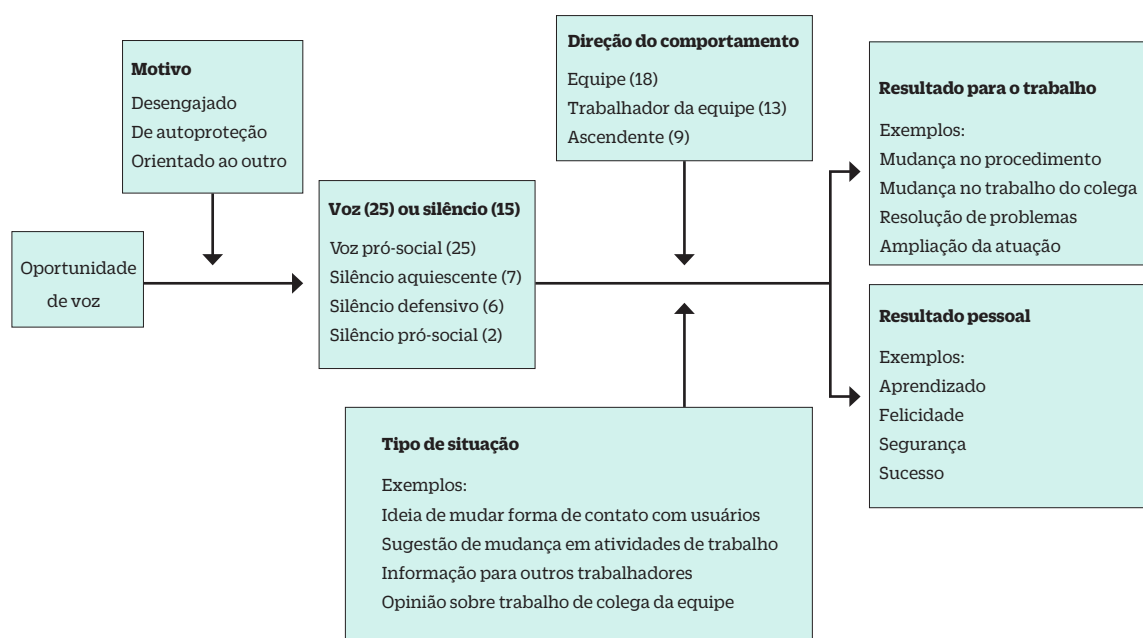 Oportunidade
de voz
Motivo
Desengajado
De autoproteção
Orientado ao outro
Voz (25) ou silêncio (15)
Voz pró-social (25)
Silêncio aquiescente (7)
Silêncio defensivo (6)
Silêncio pró-social (2)
Direção do comportamento
Equipe (18)
Trabalhador da equipe (13)
Ascendente (9)
Tipo de situação
Exemplos:
Ideia de mudar forma de contato com usuários
Sugestão de mudança em atividades de trabalho
Informação para outros trabalhadores
Opinião sobre trabalho de colega da equipe
Resultado para o trabalho
Exemplos:
Mudança no procedimento
Mudança no trabalho do colega
Resolução de problemas
Ampliação da atuação
Resultado pessoal
Exemplos:
Aprendizado
Felicidade
Segurança
Sucesso